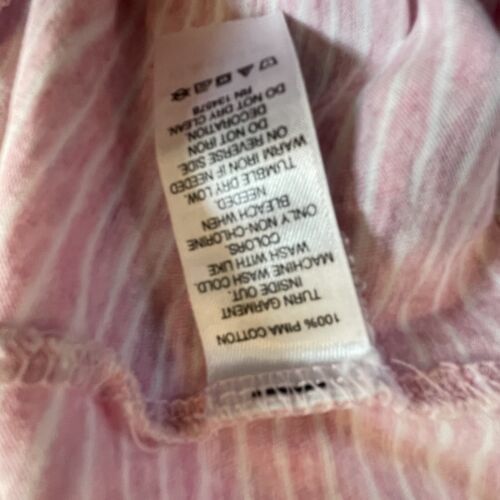 100% PIMA COTTON
TURN GARMENT
INSIDE OUT.
MACHINE WASH COLD.
WASH WITH LIKE
COLORS.
ONLY NON-CHLORINE
BLEACH WHEN
NEEDED.
TUMBLE DRY LOW.
WARM IRON IF NEEDED
ON REVERSE SIDE.
DO NOT IRON
DECORATION.
DO NOT DRY CLEAN.
RN 134578